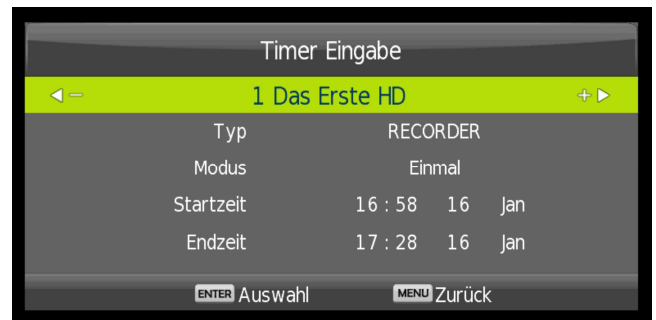 Timer Eingabe
− 1 Das Erste HD +
Typ RECORDER
Modus Einmal
Startzeit 16 : 58 16 Jan
Endzeit 17 : 28 16 Jan
ENTER Auswahl MENU Zurück